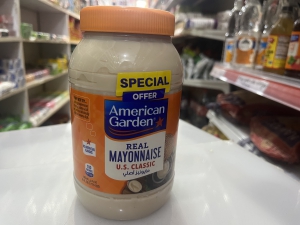 SPECIAL
OFFER
American
Garden
REAL
MAYONNAISE
U.S. CLASSIC
مايونيز أصلي